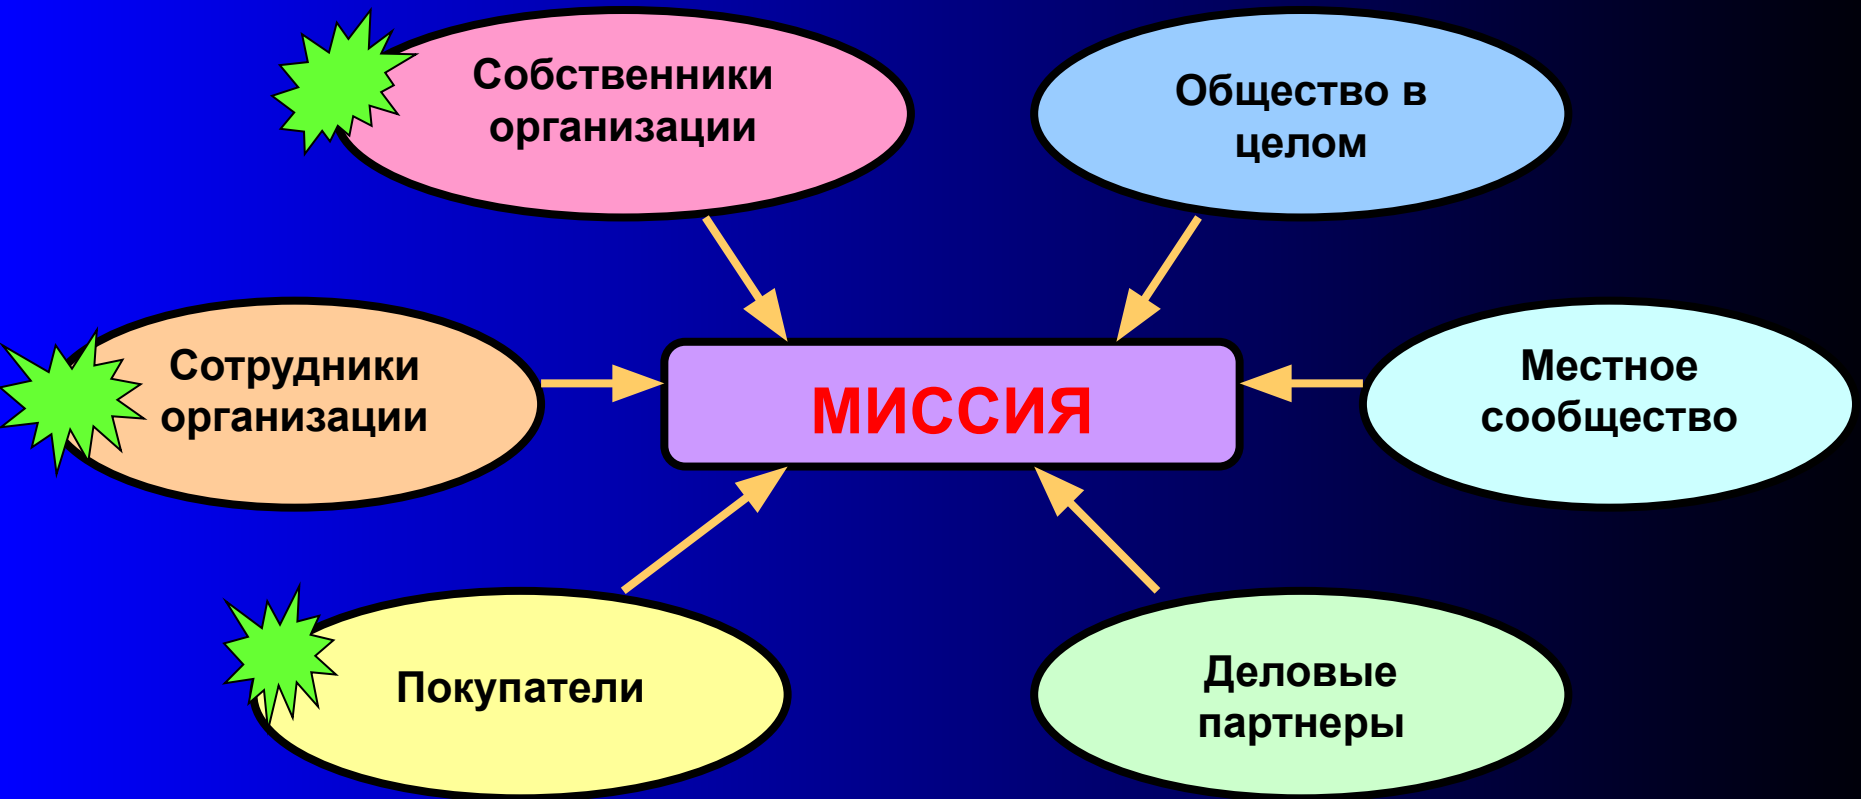 Собственники
организации
Общество в
целом
Сотрудники
организации
МИССИЯ
Местное
сообщество
Покупатели
Деловые
партнеры